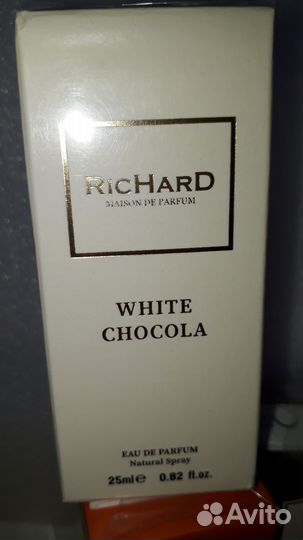 RicHarD
MAISON DE PARFUM
WHITE
CHOCOLA
EAU DE PARFUM
Natural Spray
25ml℮ 0.82 fl.oz.
Avito